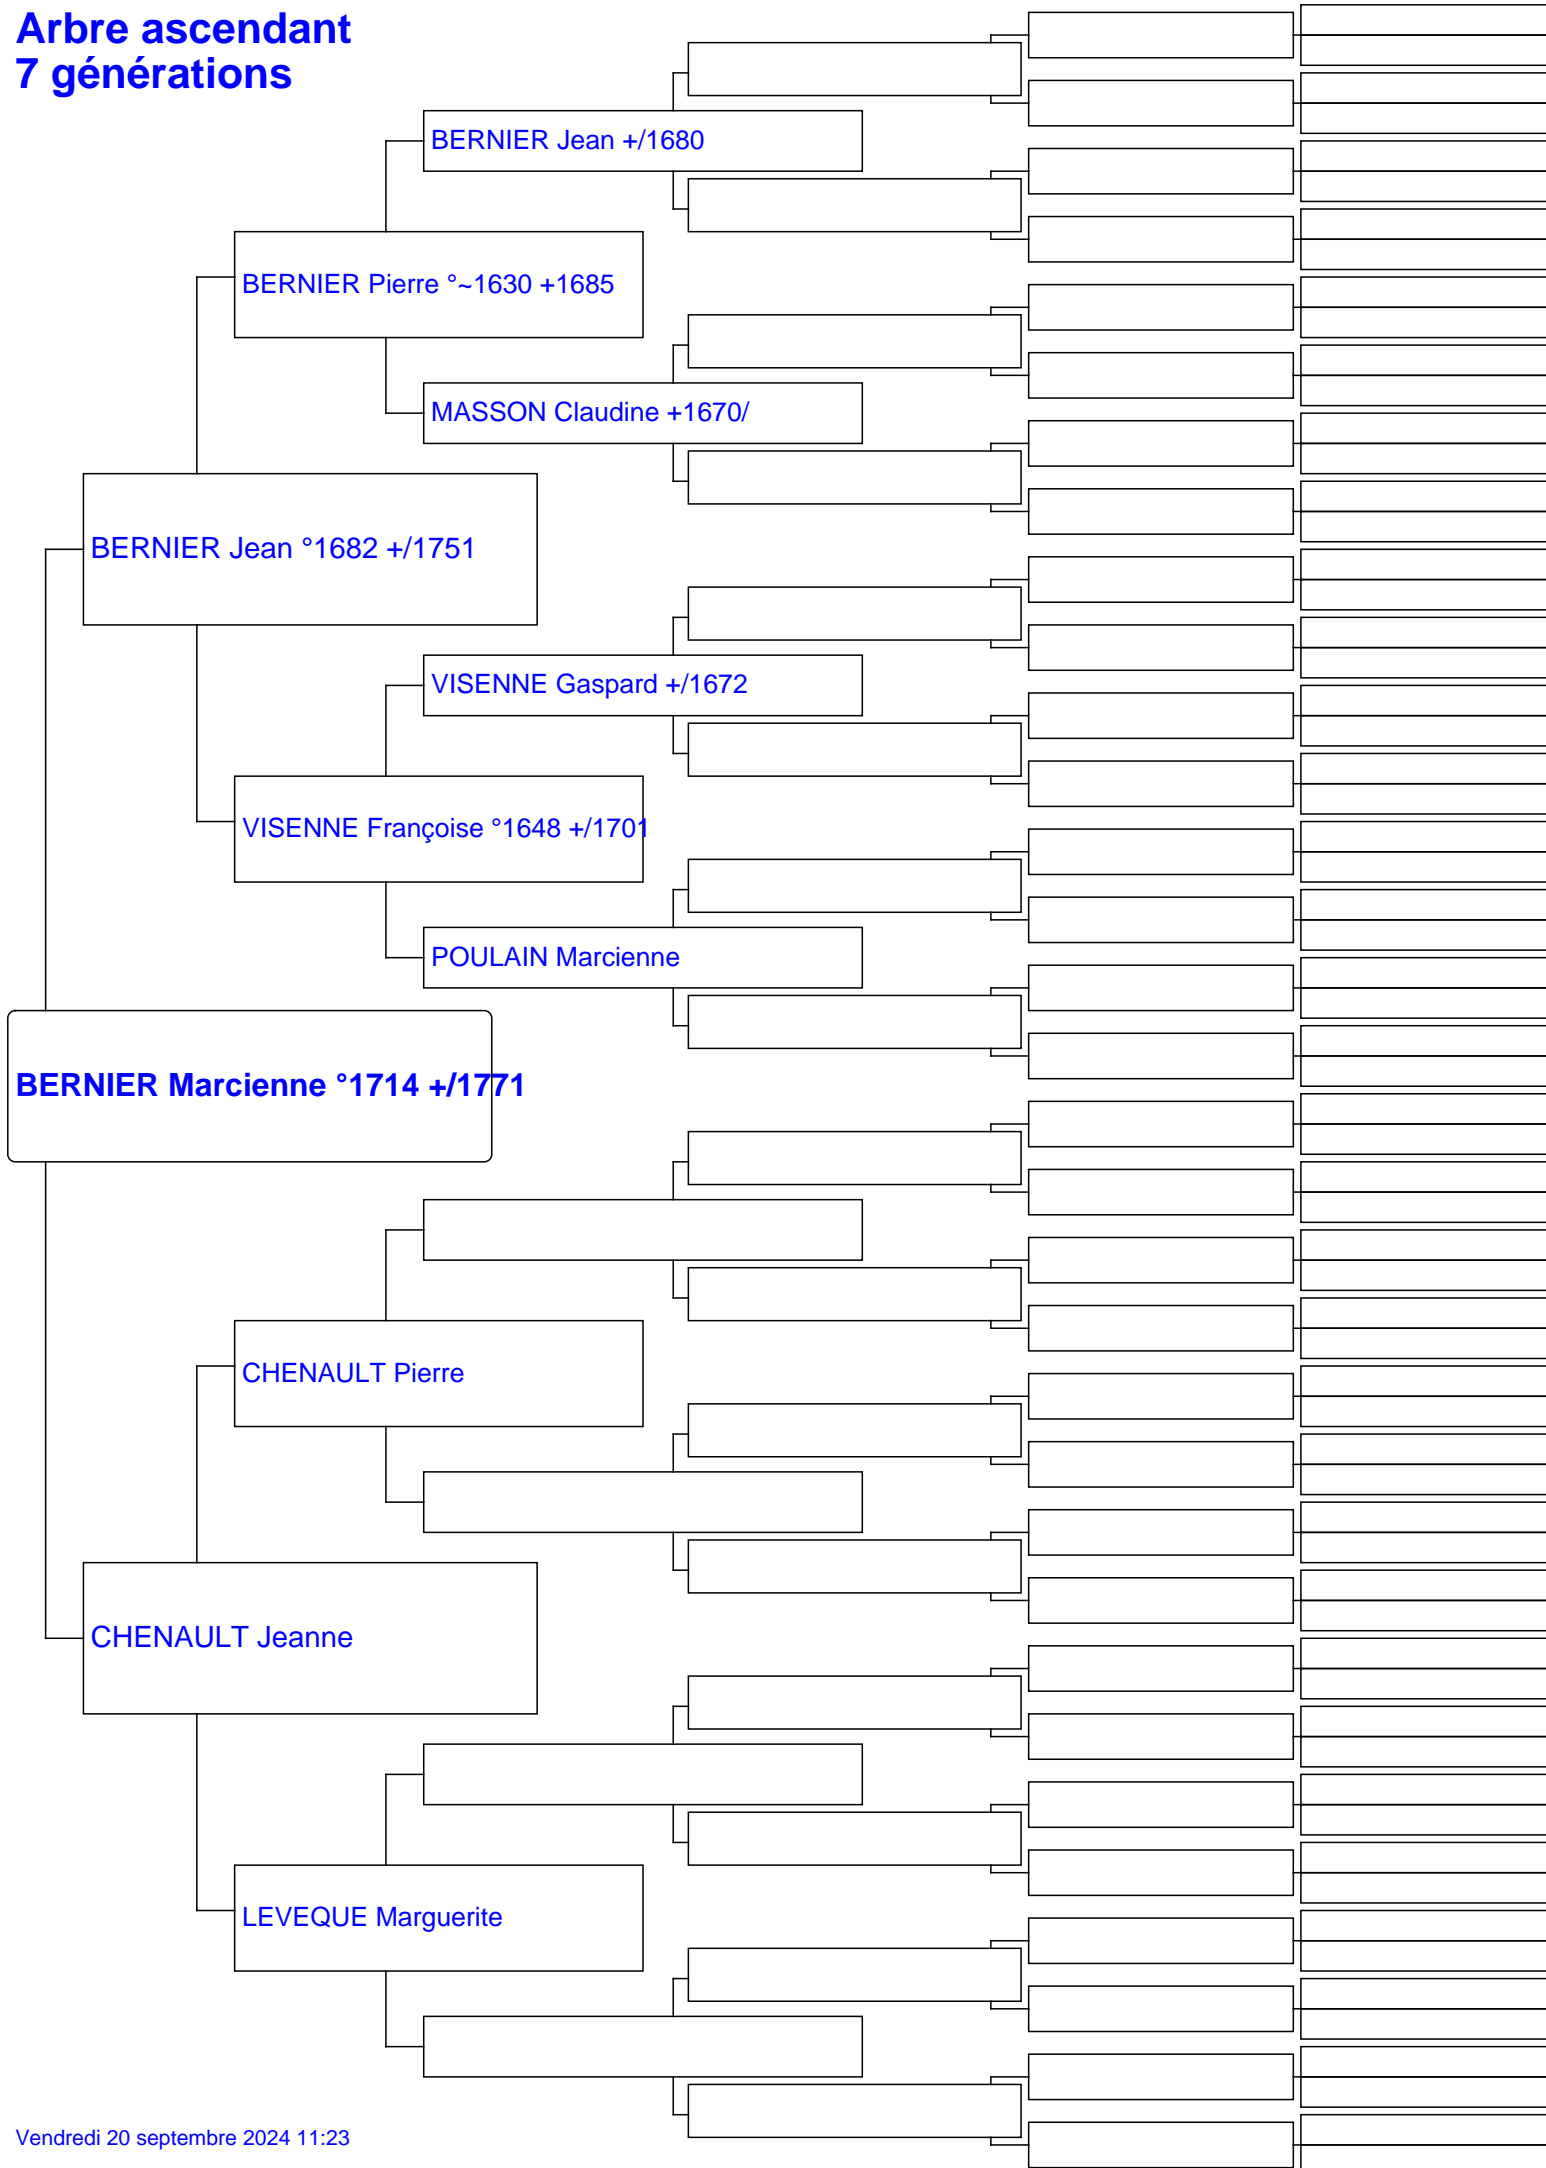 Arbre ascendant
7 générations
BERNIER Jean +/1680
BERNIER Pierre °~1630 +1685
MASSON Claudine +1670/
BERNIER Jean °1682 +/1751
VISENNE Gaspard +/1672
VISENNE Françoise °1648 +/1701
POULAIN Marcienne
BERNIER Marcienne °1714 +/1771
CHENAULT Pierre
CHENAULT Jeanne
LEVEQUE Marguerite
Vendredi 20 septembre 2024 11:23